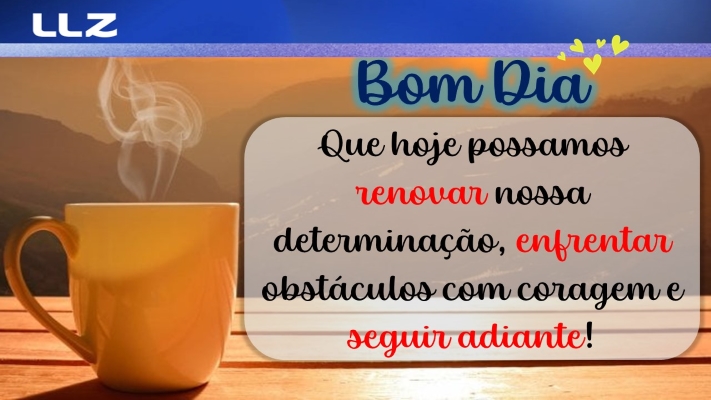 LLZ
Bom Dia
Que hoje possamos
renovar nossa
determinação, enfrentar
obstáculos com coragem e
seguir adiante!